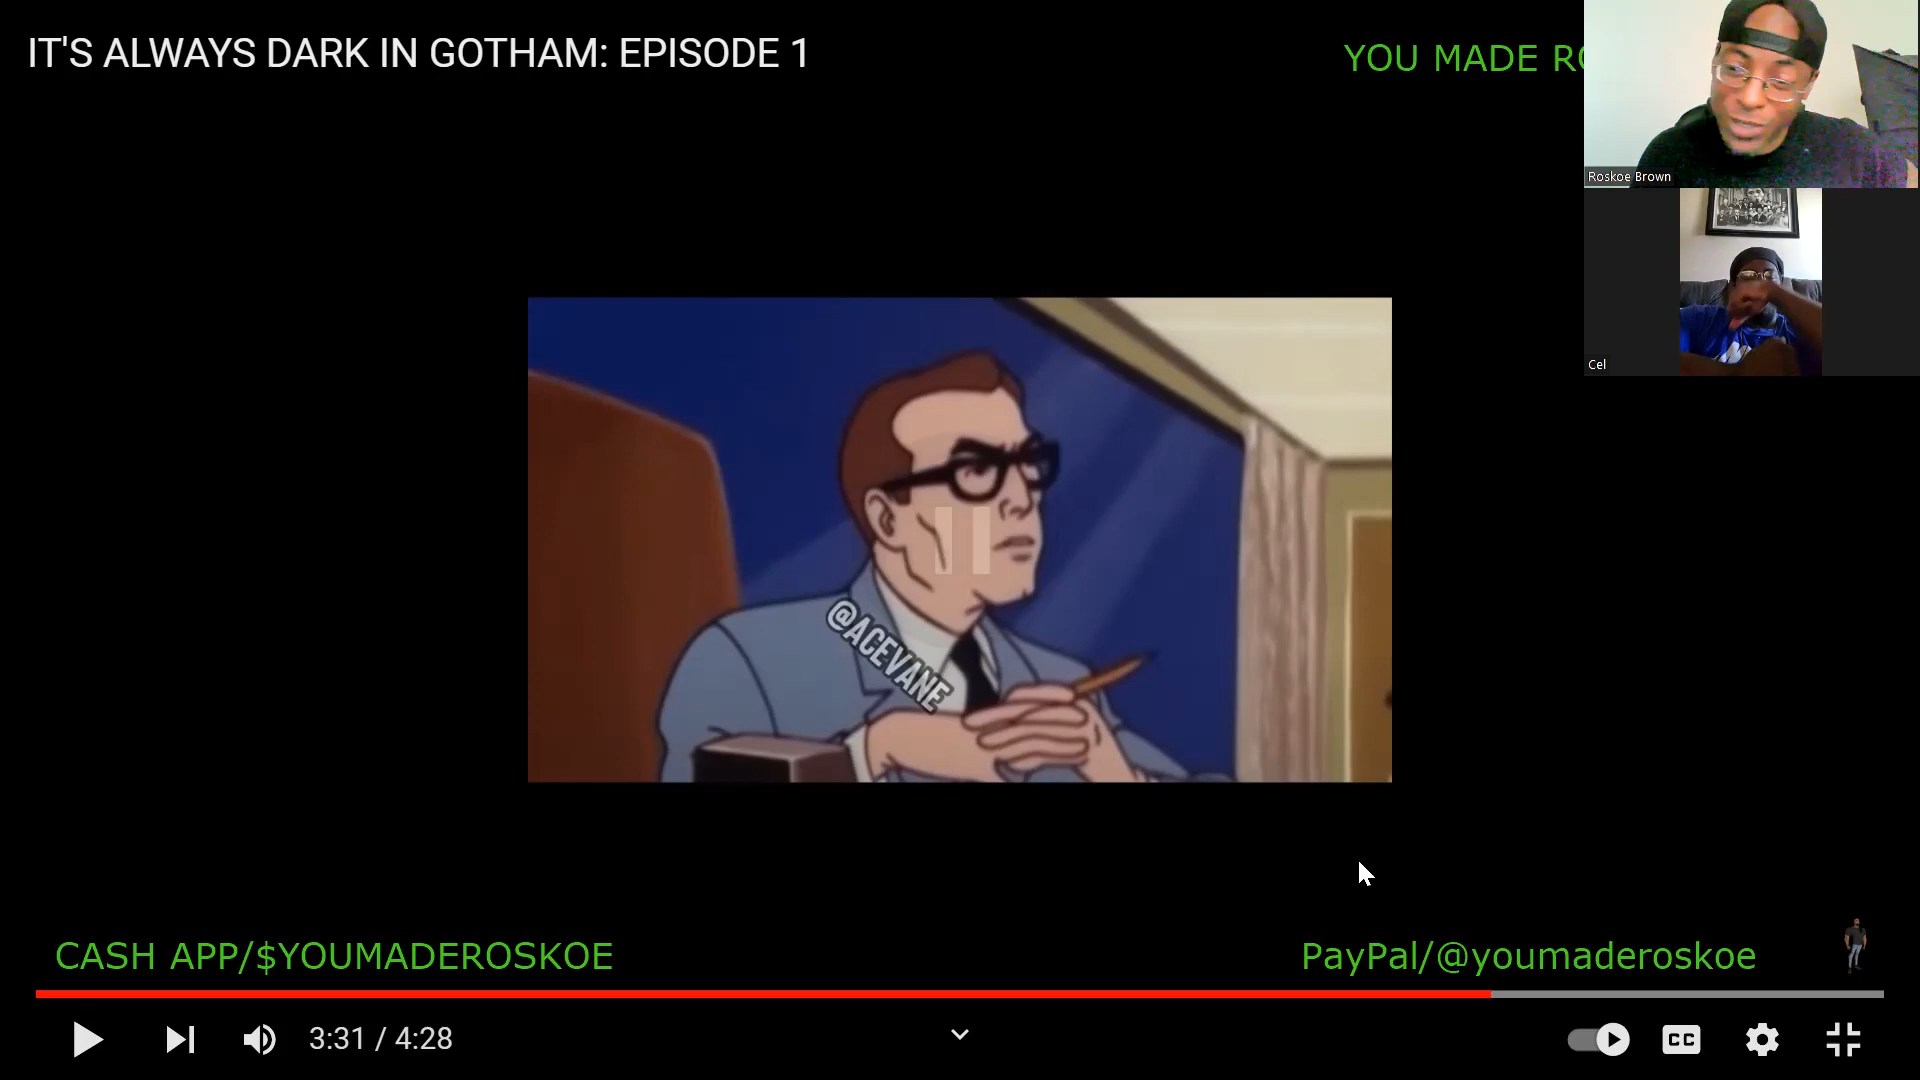 IT'S ALWAYS DARK IN GOTHAM: EPISODE 1
YOU MADE
Roskoe Brown
Cel
@ACEVANE
CASH APP/$YOUMADEROSKOE
PayPal/@youmaderoskoe
3:31 / 4:28
CC